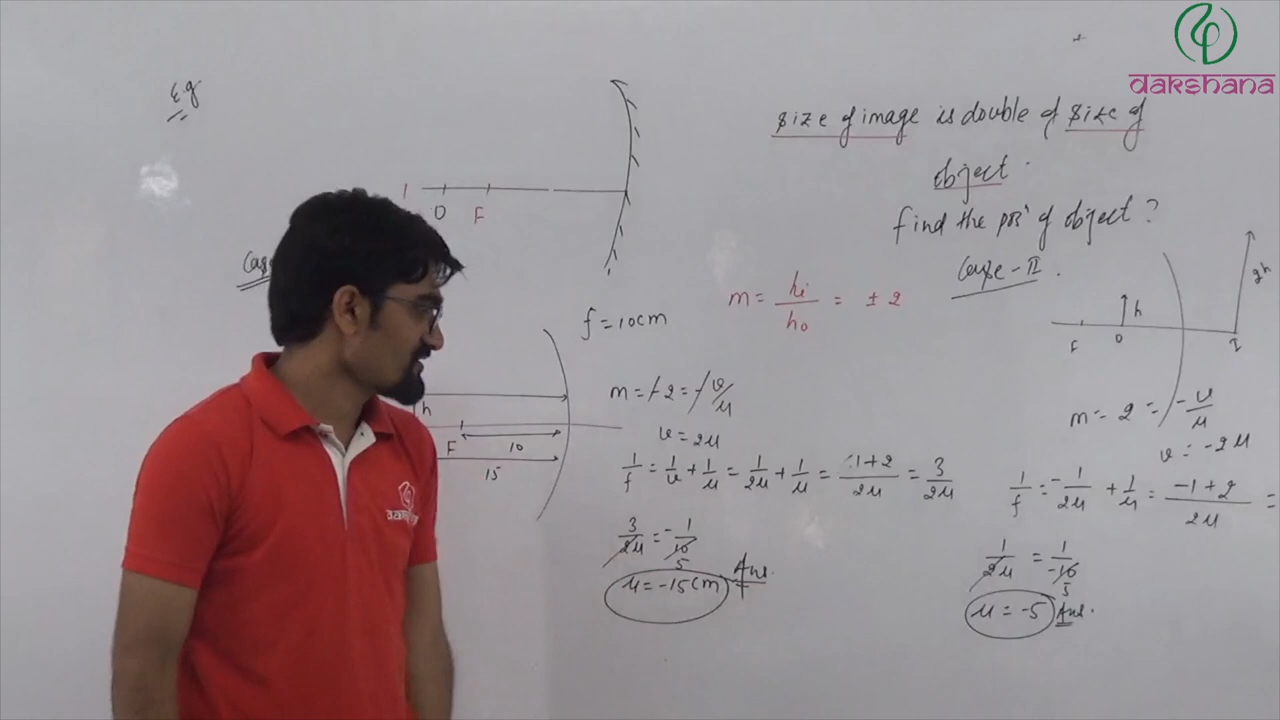 dakshana
E.g
size of image is double of size of
object.
find the posⁿ of object?
I O F
m = hi/ho = ± 2
f = 10cm
h
F
10
15
m = -2 = -v/u
v = 2u
1/f = 1/v + 1/u = 1/2u + 1/u = 1+2/2u = 3/2u
3/2u = -1/10
5
u = -15cm Ans.
Case - II.
h
2h
F O I
m = 2 = -v/u
v = -2u
1/f = -1/2u + 1/u = -1+2/2u =
1/2u = 1/-10
5
u = -5 Ans.